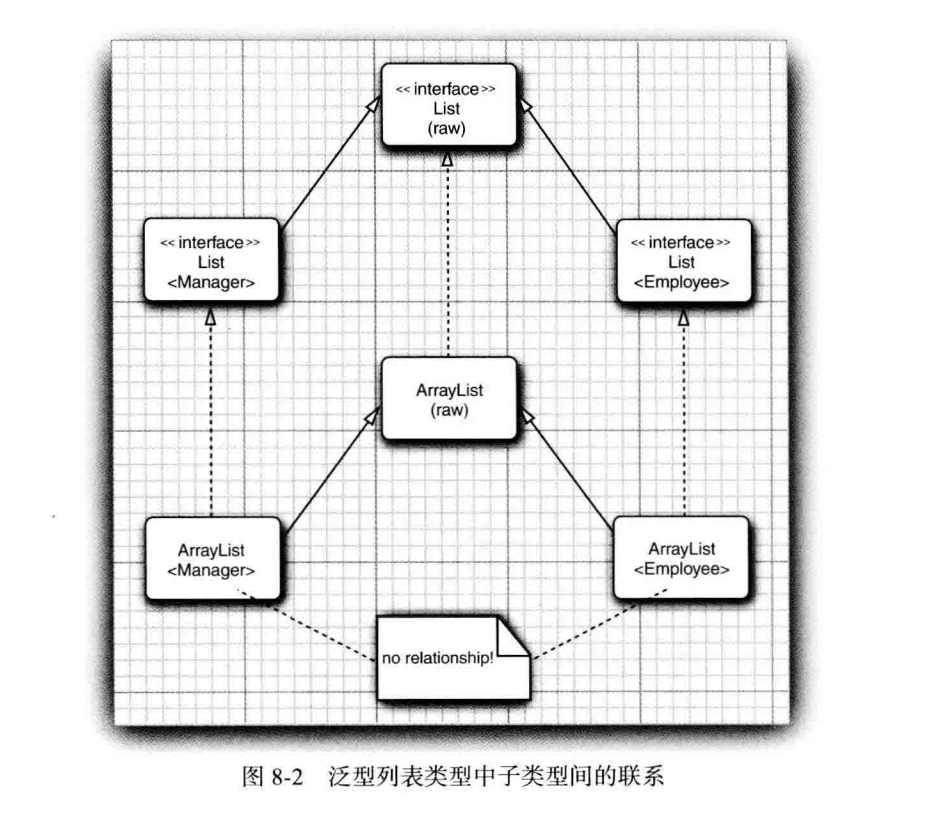 << interface >>
List
(raw)
<< interface >>
List
<Manager>
<< interface >>
List
<Employee>
ArrayList
(raw)
ArrayList
<Manager>
ArrayList
<Employee>
no relationship!
图 8-2 泛型列表类型中子类型间的联系